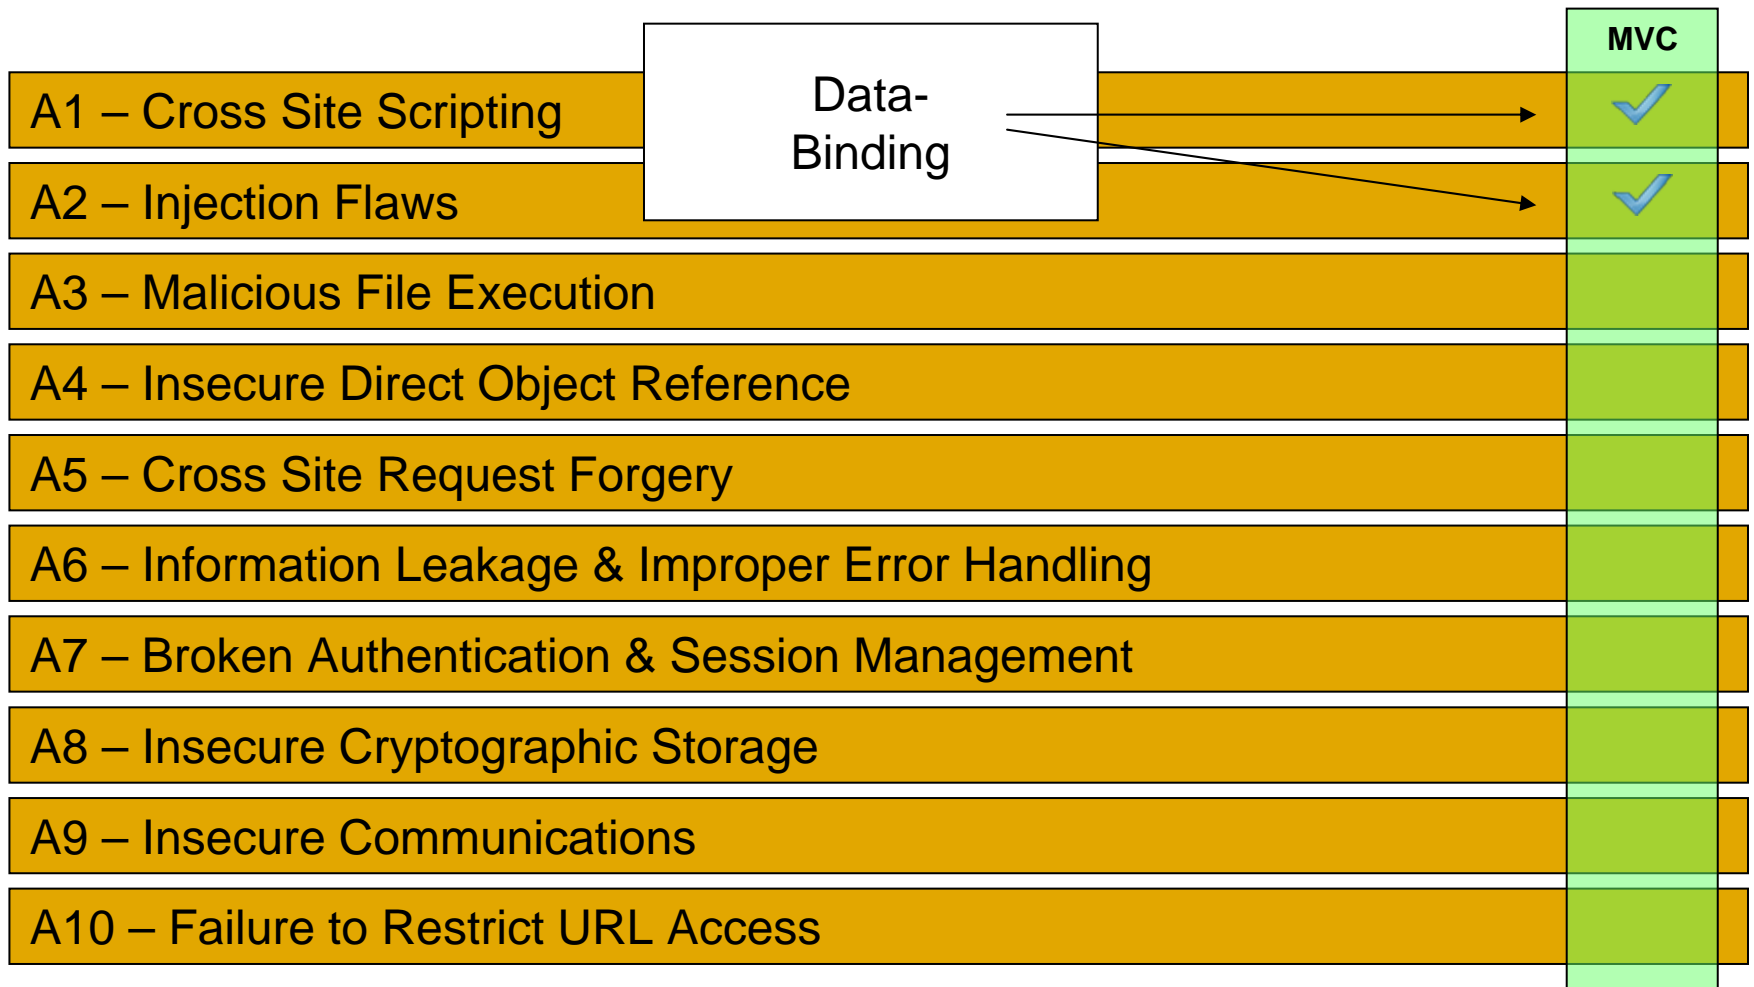 MVC
Data-
Binding
A1 – Cross Site Scripting
A2 – Injection Flaws
A3 – Malicious File Execution
A4 – Insecure Direct Object Reference
A5 – Cross Site Request Forgery
A6 – Information Leakage & Improper Error Handling
A7 – Broken Authentication & Session Management
A8 – Insecure Cryptographic Storage
A9 – Insecure Communications
A10 – Failure to Restrict URL Access